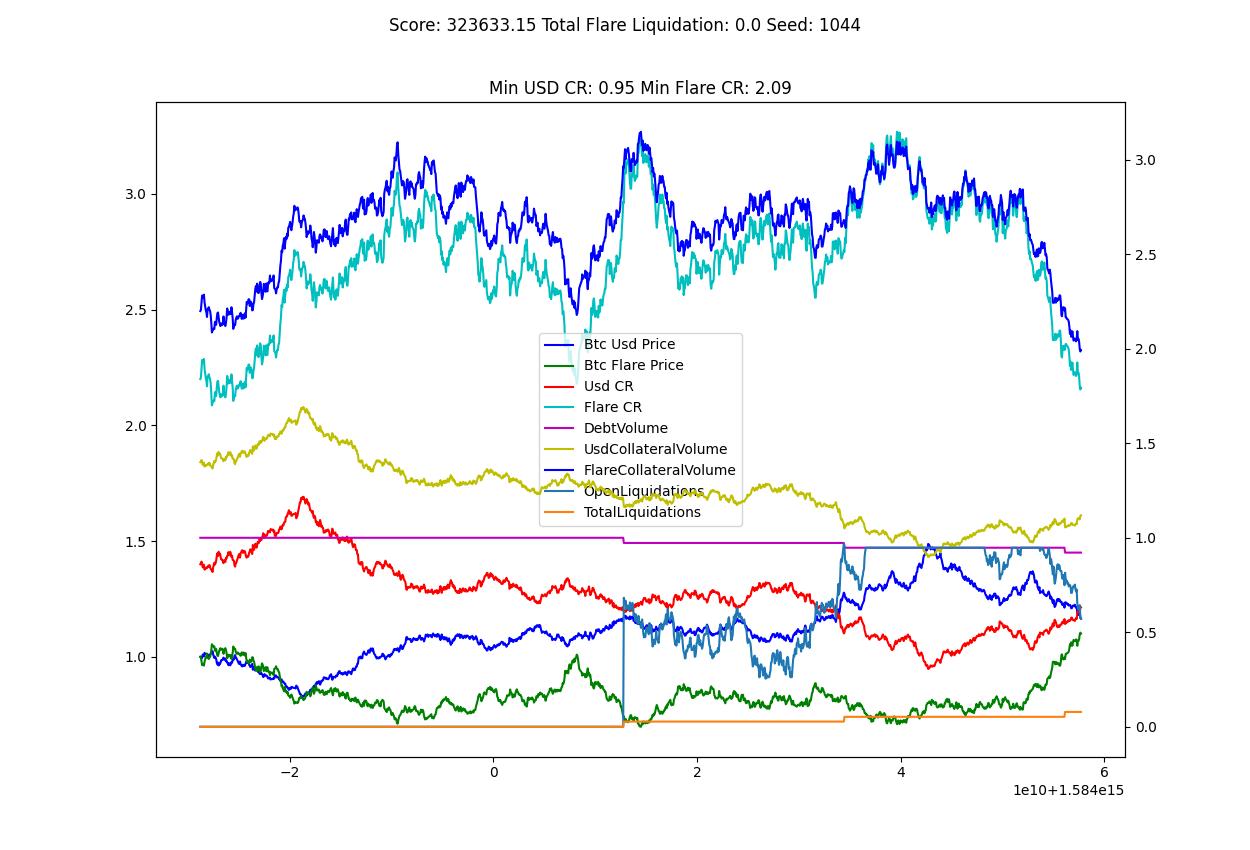 Score: 323633.15 Total Flare Liquidation: 0.0 Seed: 1044
Min USD CR: 0.95 Min Flare CR: 2.09
3.0
2.5
2.0
1.5
1.0
3.0
2.5
2.0
1.5
1.0
0.5
0.0
Btc Usd Price
Btc Flare Price
Usd CR
Flare CR
DebtVolume
UsdCollateralVolume
FlareCollateralVolume
OpenLiquidations
TotalLiquidations
−2 0 2 4 6
1e10+1.584e15